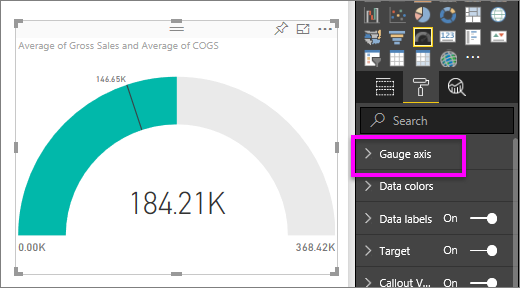 Average of Gross Sales and Average of COGS
146.65K
184.21K
0.00K
368.42K
Search
Gauge axis
Data colors
Data labels On
Target On
Callout V... On